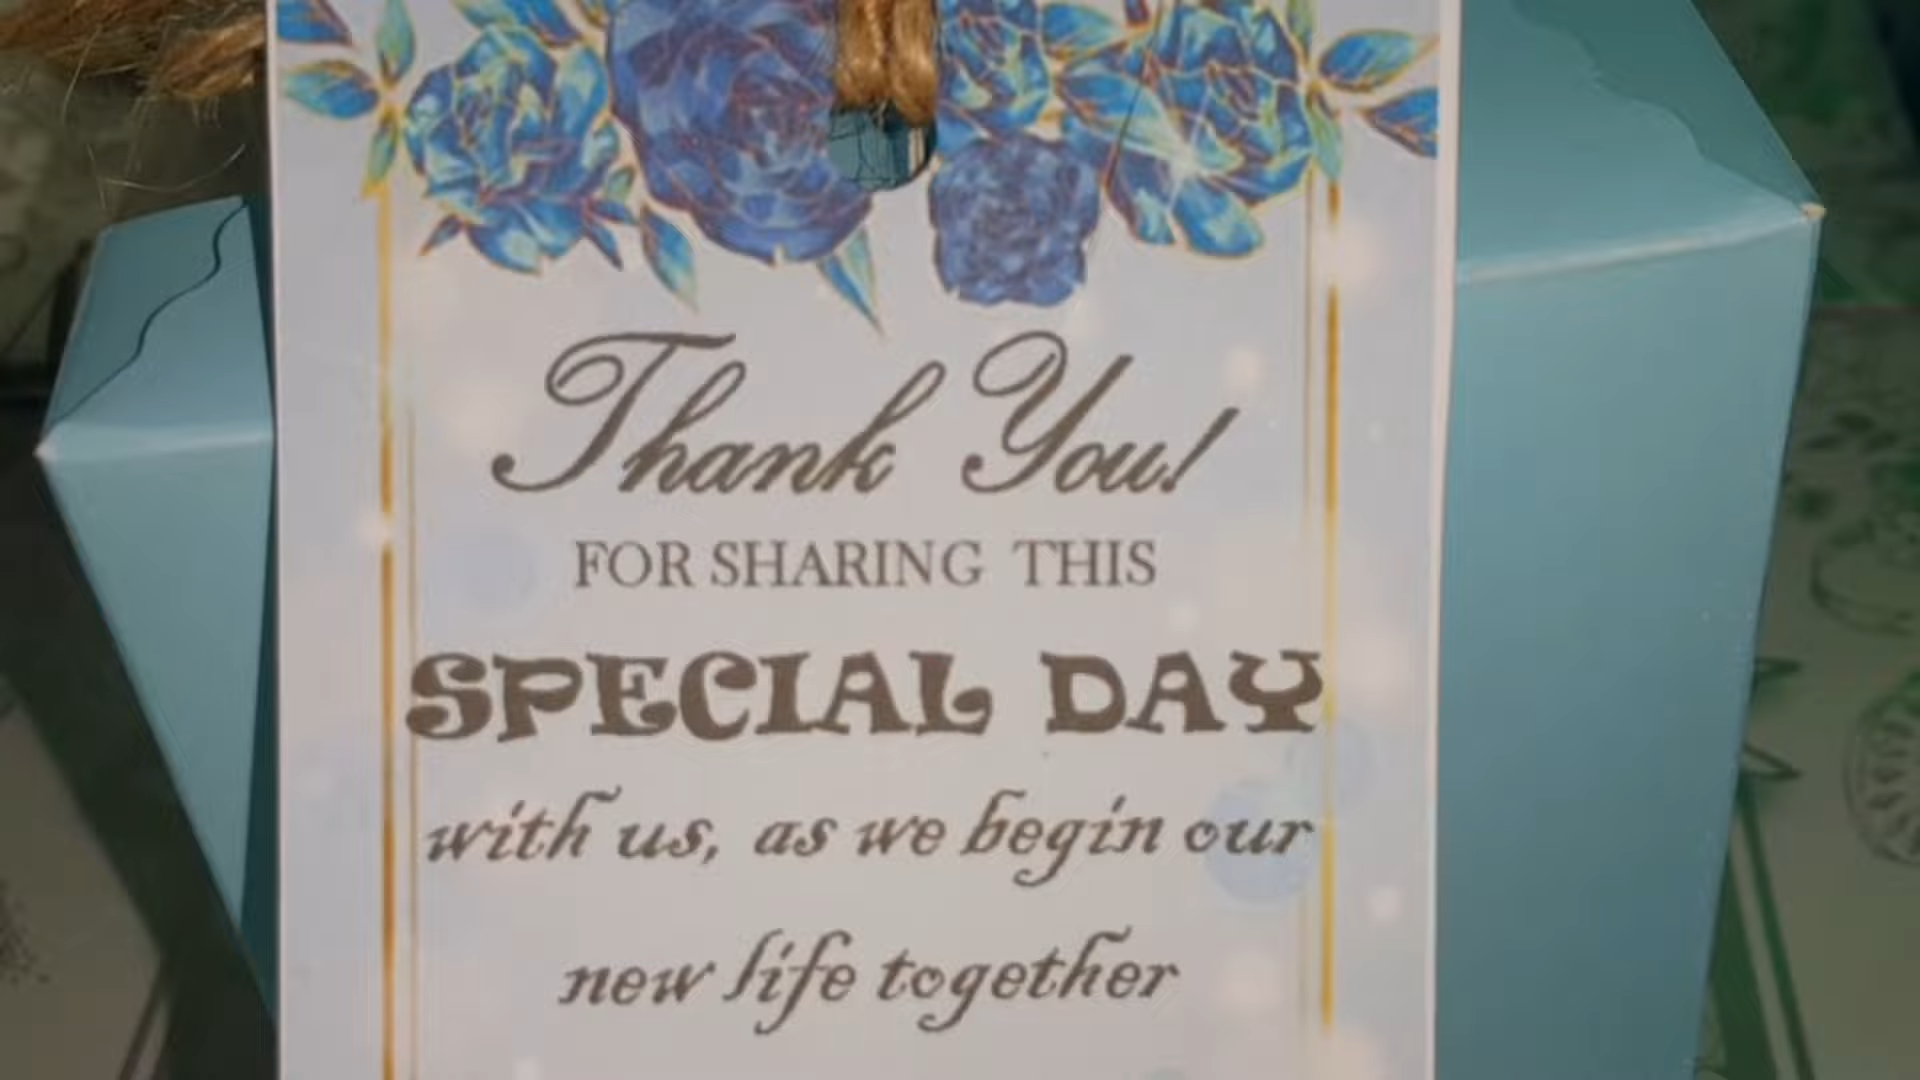 Thank You!
FOR SHARING THIS
SPECIAL DAY
with us, as we begin our
new life together